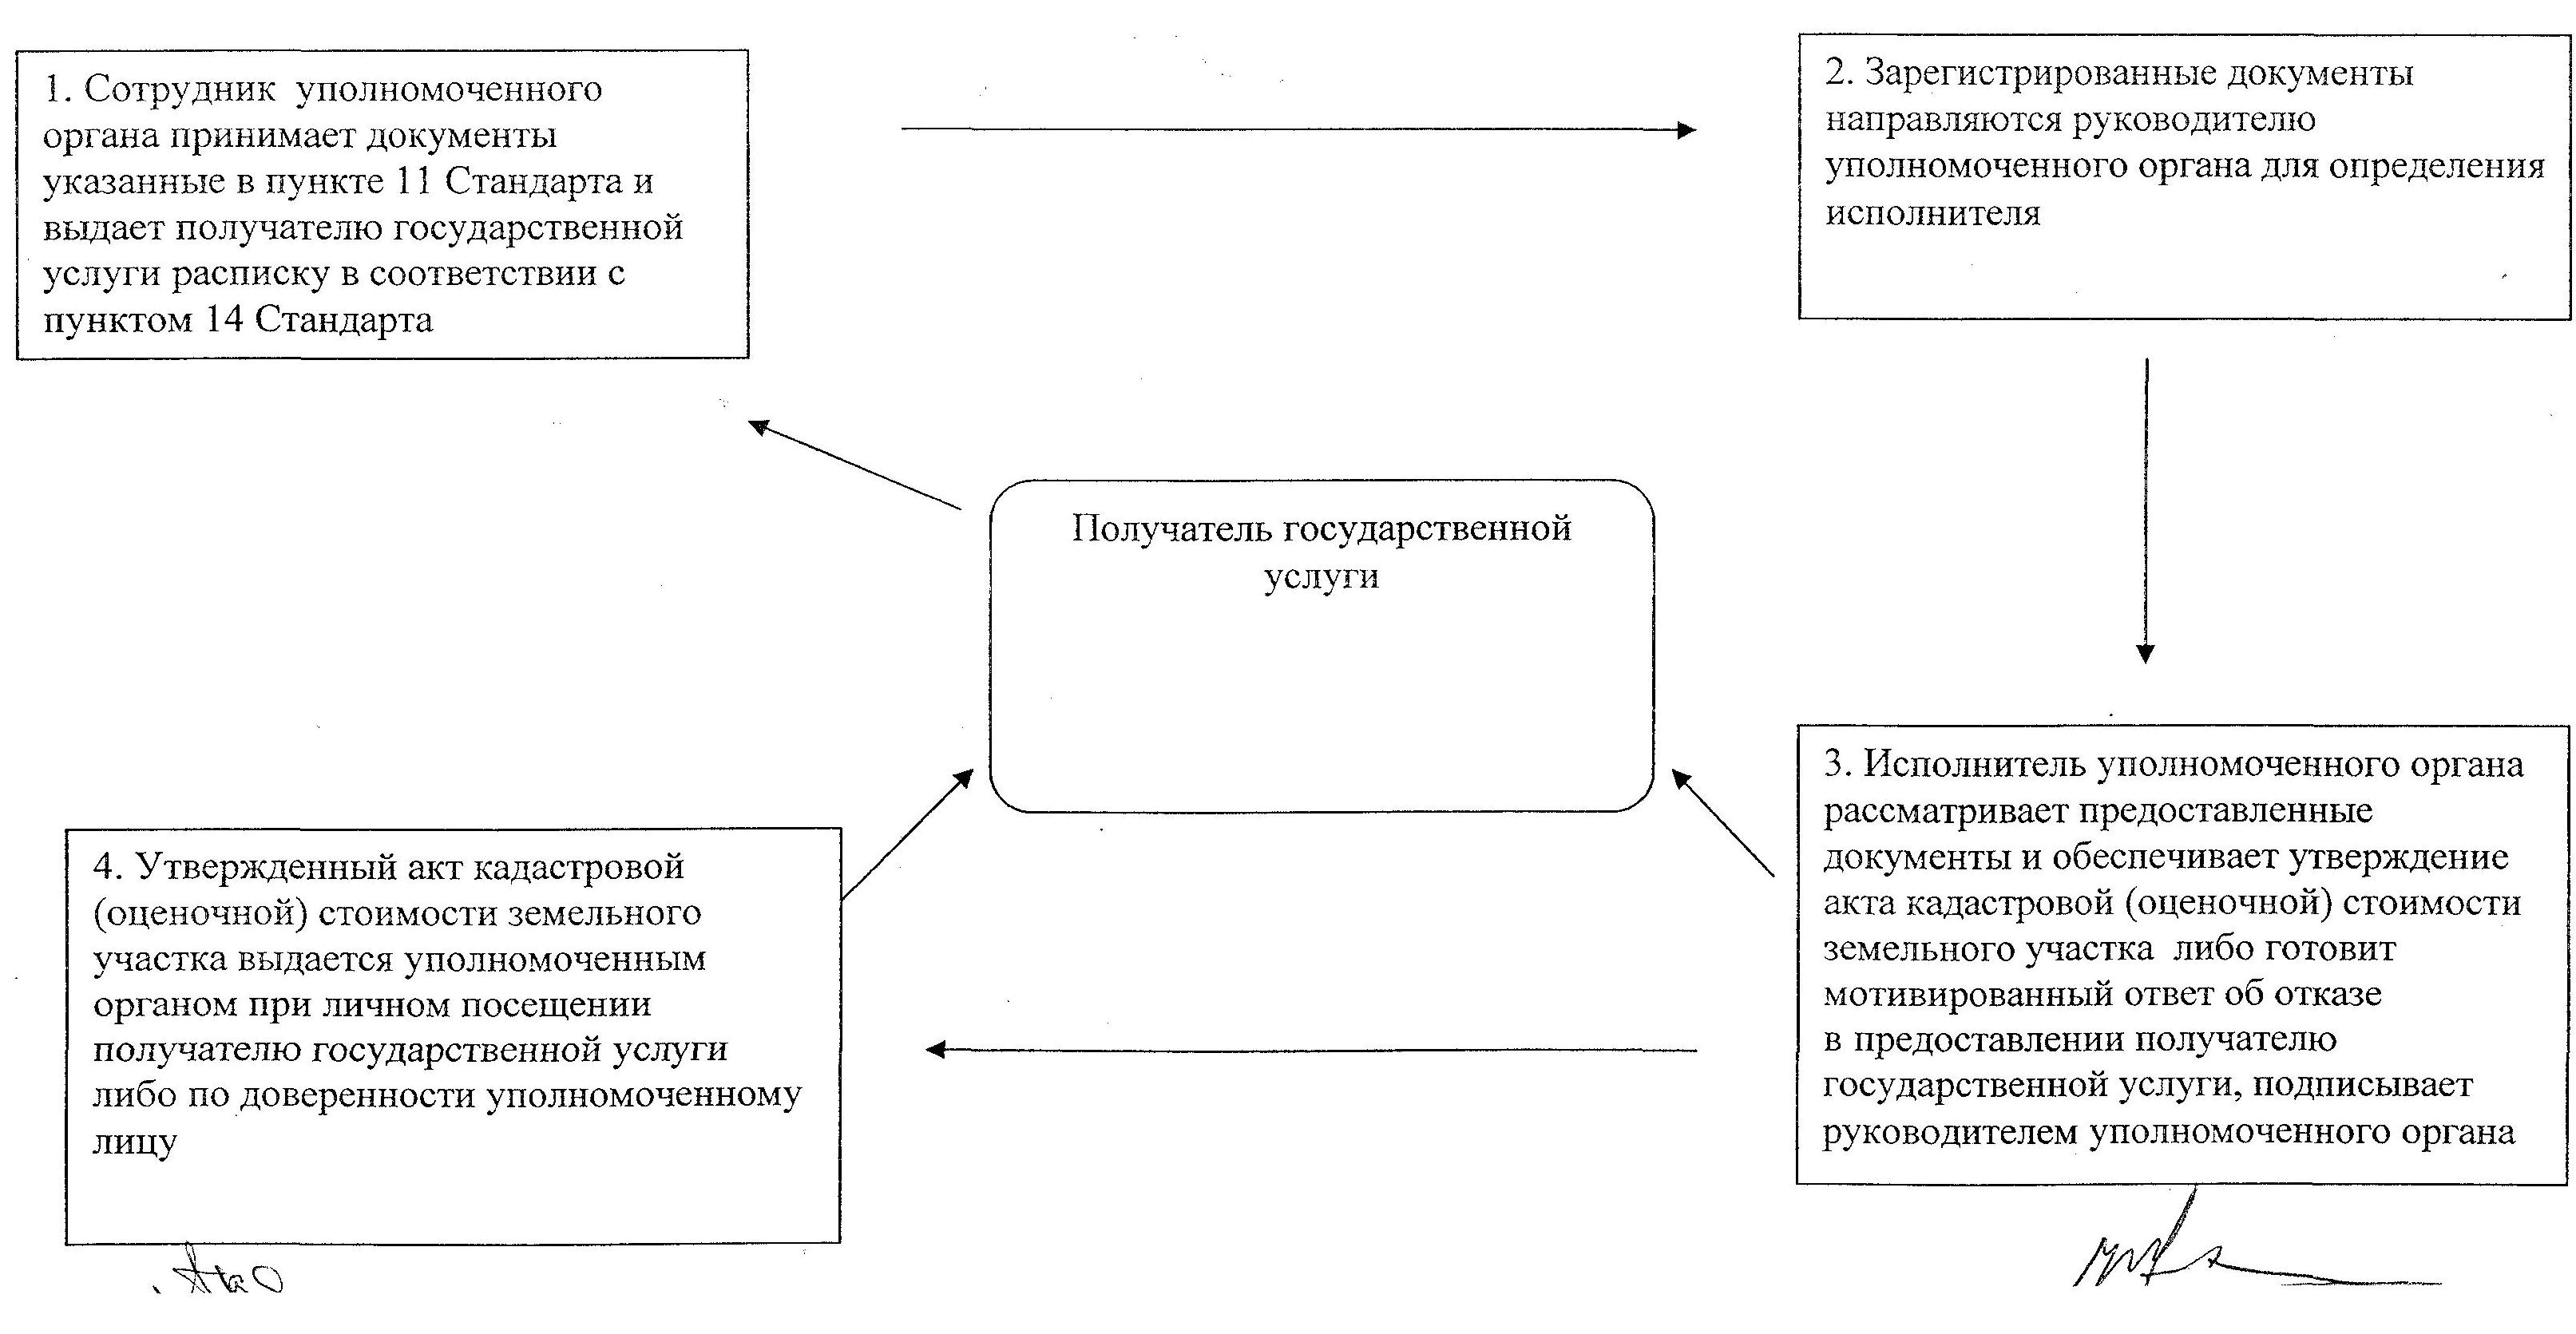 1. Сотрудник уполномоченного
органа принимает документы
указанные в пункте 11 Стандарта и
выдает получателю государственной
услуги расписку в соответствии с
пунктом 14 Стандарта
2. Зарегистрированные документы
направляются руководителю
уполномоченного органа для определения
исполнителя
Получатель государственной
услуги
3. Исполнитель уполномоченного органа
рассматривает предоставленные
документы и обеспечивает утверждение
акта кадастровой (оценочной) стоимости
земельного участка либо готовит
мотивированный ответ об отказе
в предоставлении получателю
государственной услуги, подписывает
руководителем уполномоченного органа
4. Утвержденный акт кадастровой
(оценочной) стоимости земельного
участка выдается уполномоченным
органом при личном посещении
получателю государственной услуги
либо по доверенности уполномоченному
лицу